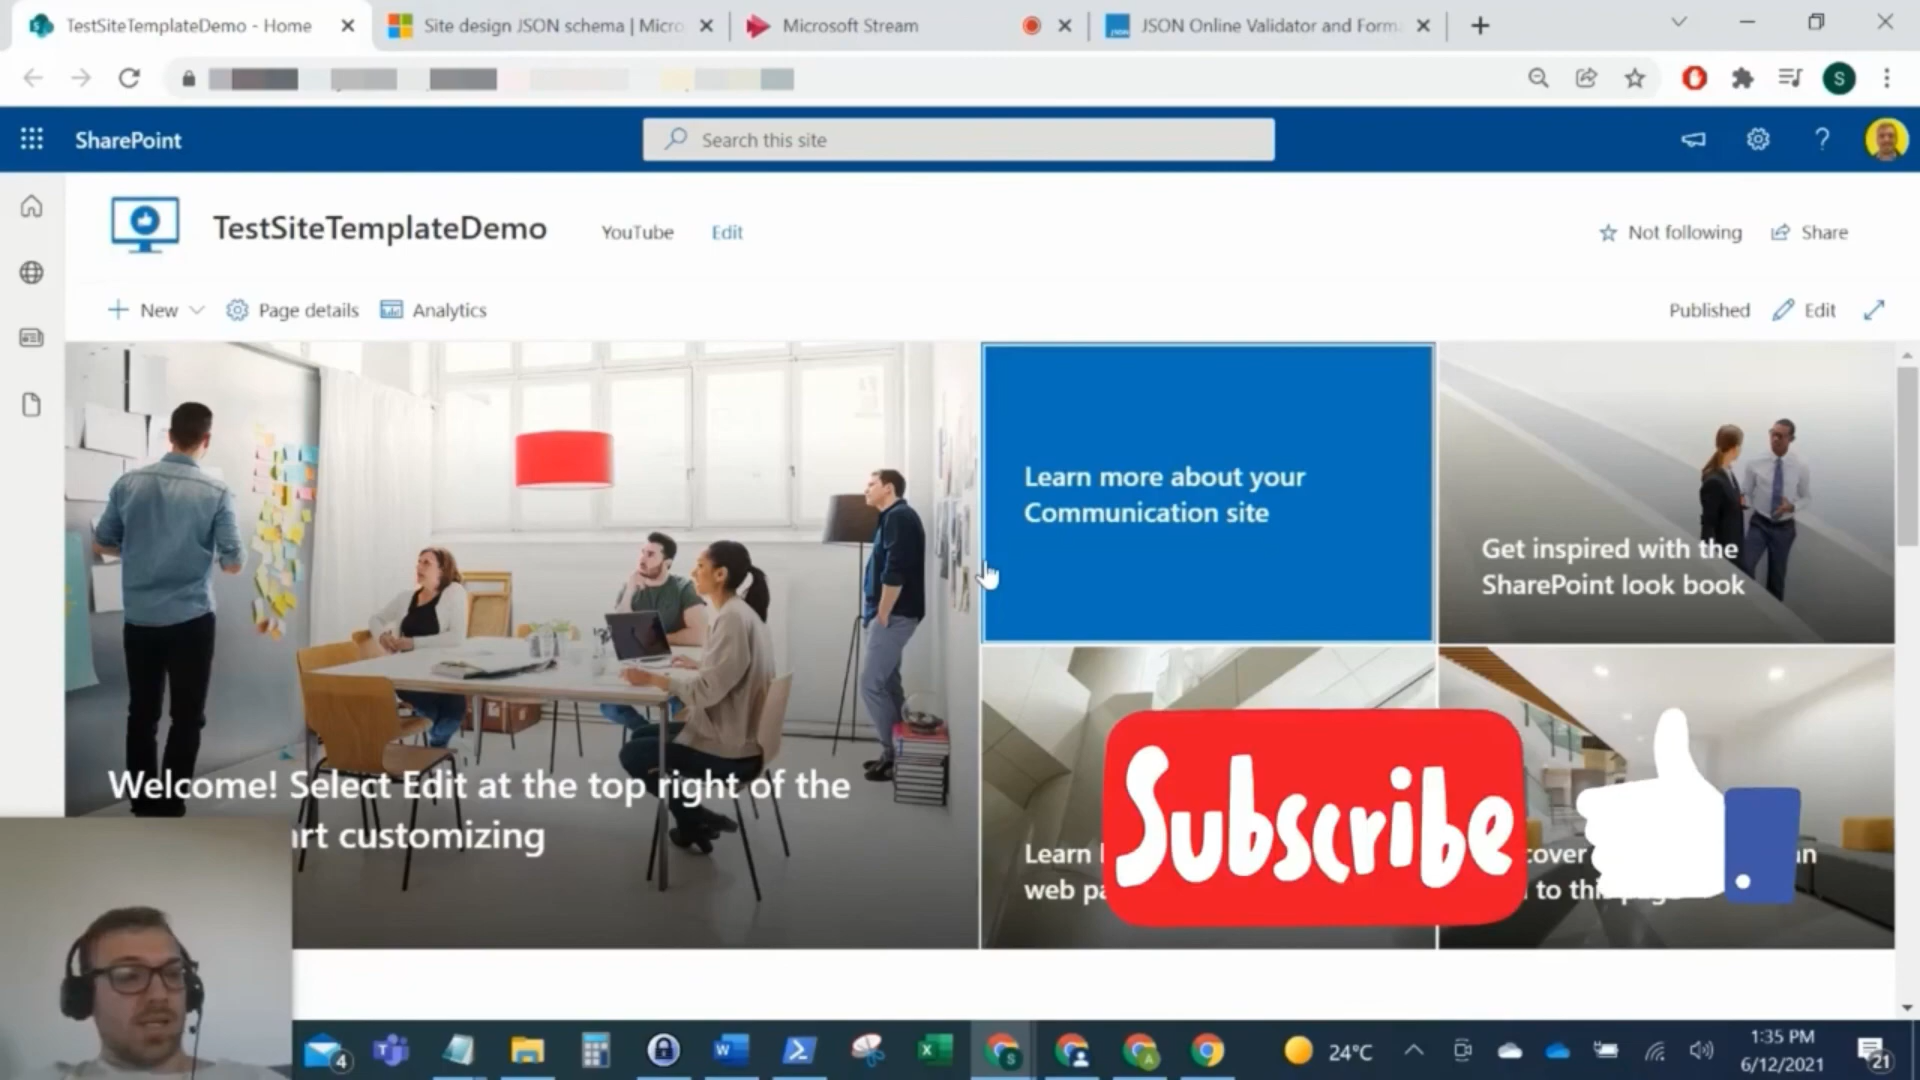 TestSiteTemplateDemo - Home
Site design JSON schema | Micro
Microsoft Stream
JSON Online Validator and Form
S
SharePoint
Search this site
TestSiteTemplateDemo
YouTube
Edit
Not following
Share
New
Page details
Analytics
Published
Edit
Learn more about your
Communication site
Get inspired with the
SharePoint look book
Welcome! Select Edit at the top right of the
rt customizing
Learn
web pa
Subscribe
cover
to this
4
24°C
1:35 PM
6/12/2021
21